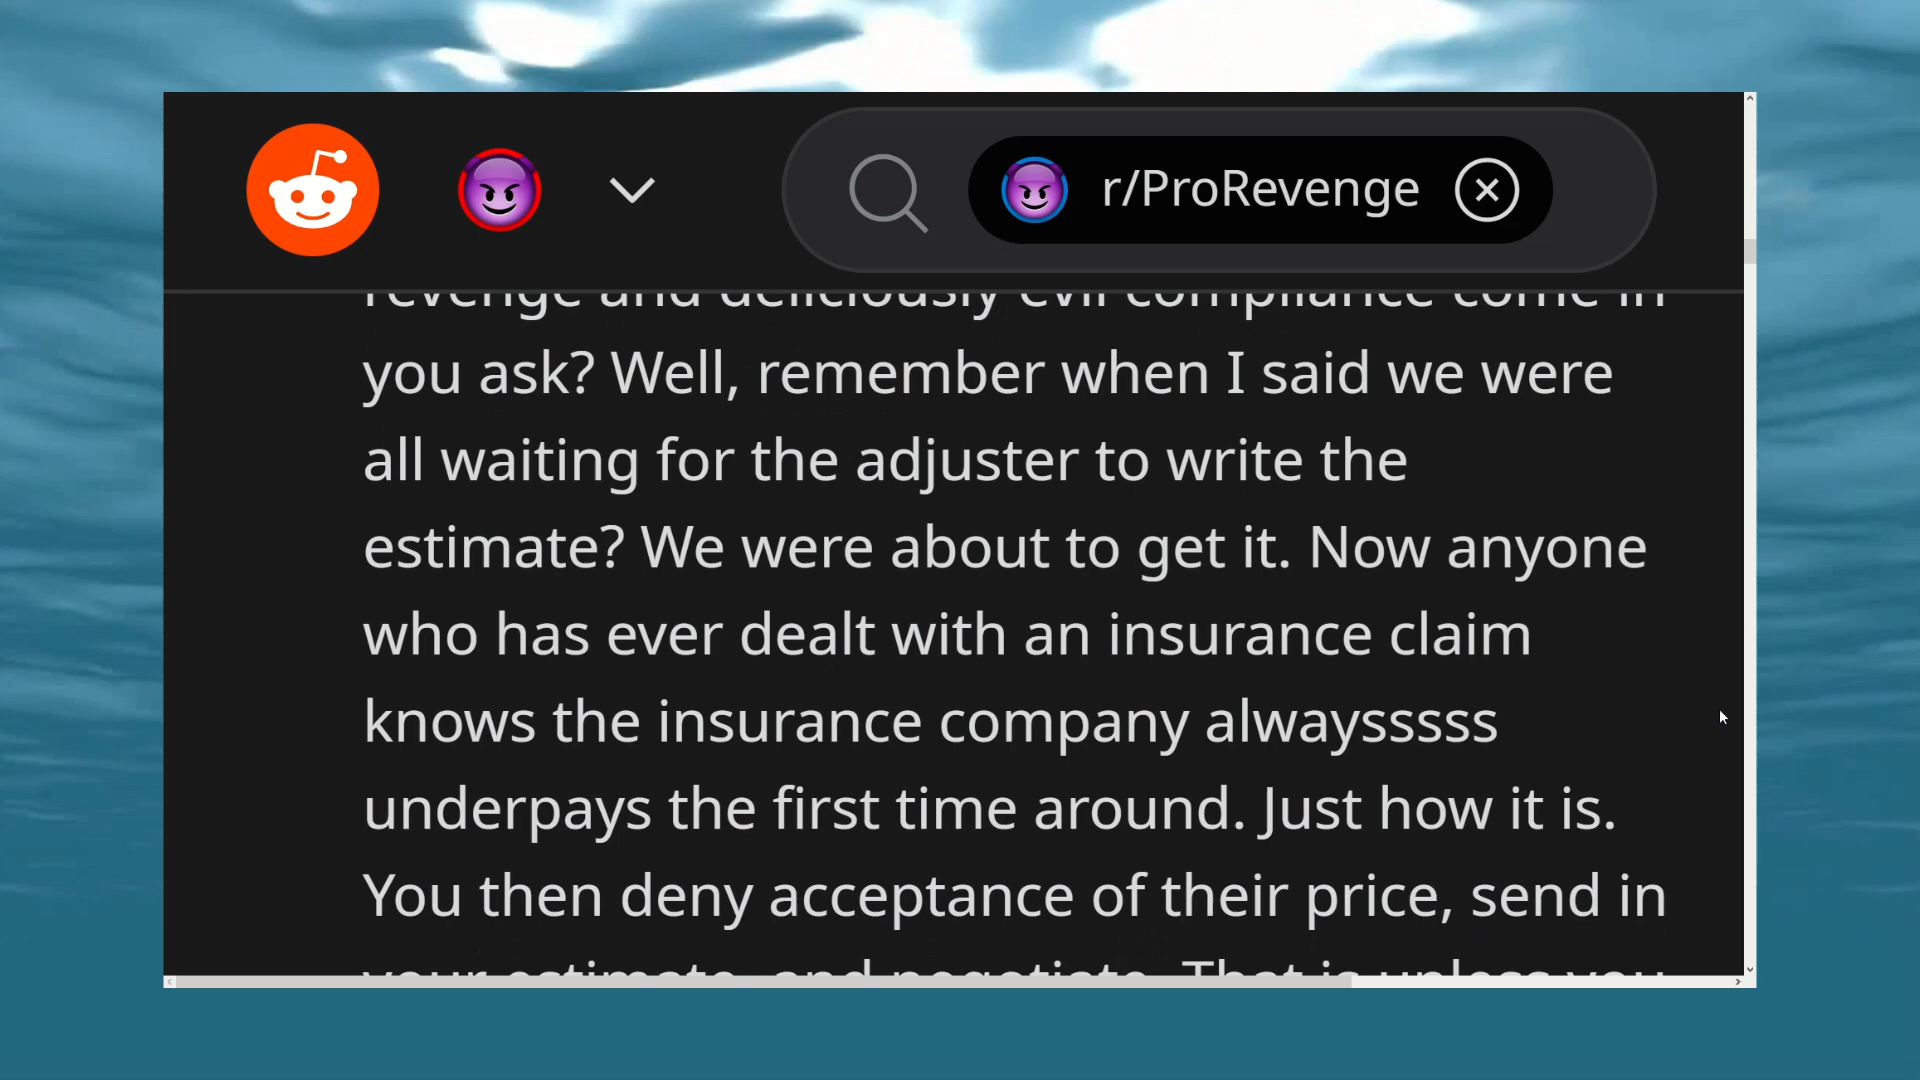 r/ProRevenge
revenge and deliciously evil compliance come in
you ask? Well, remember when I said we were
all waiting for the adjuster to write the
estimate? We were about to get it. Now anyone
who has ever dealt with an insurance claim
knows the insurance company alwaysssss
underpays the first time around. Just how it is.
You then deny acceptance of their price, send in
your estimate, and negotiate. That is unless you